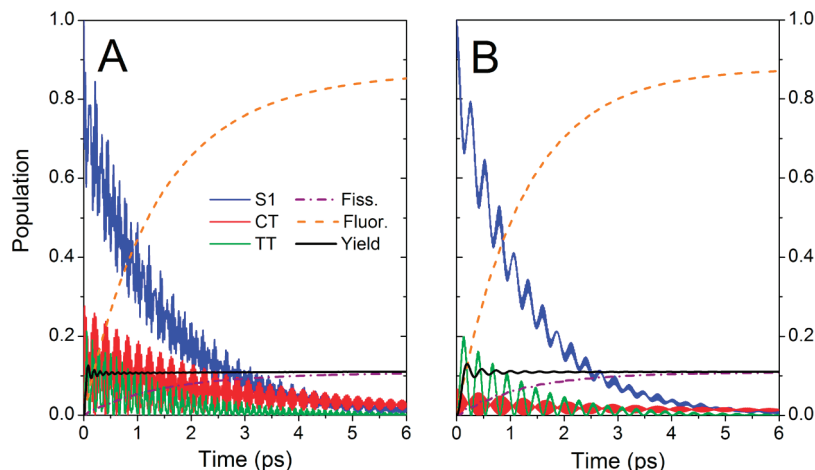 A
B
1.0
0.8
0.6
0.4
0.2
0.0
Population
S1
CT
TT
Fiss.
Fluor.
Yield
1.0
0.8
0.6
0.4
0.2
0.0
0 1 2 3 4 5 6
0 1 2 3 4 5 6
Time (ps)
Time (ps)